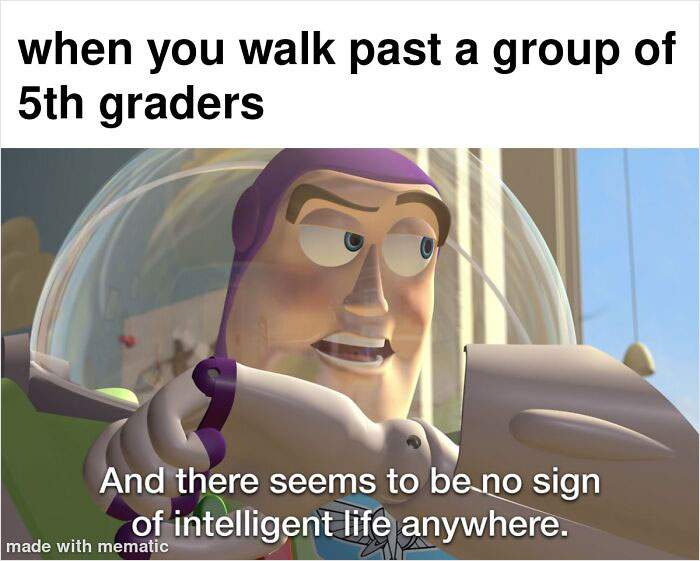 when you walk past a group of
5th graders
And there seems to be no sign
of intelligent life anywhere.
made with mematic